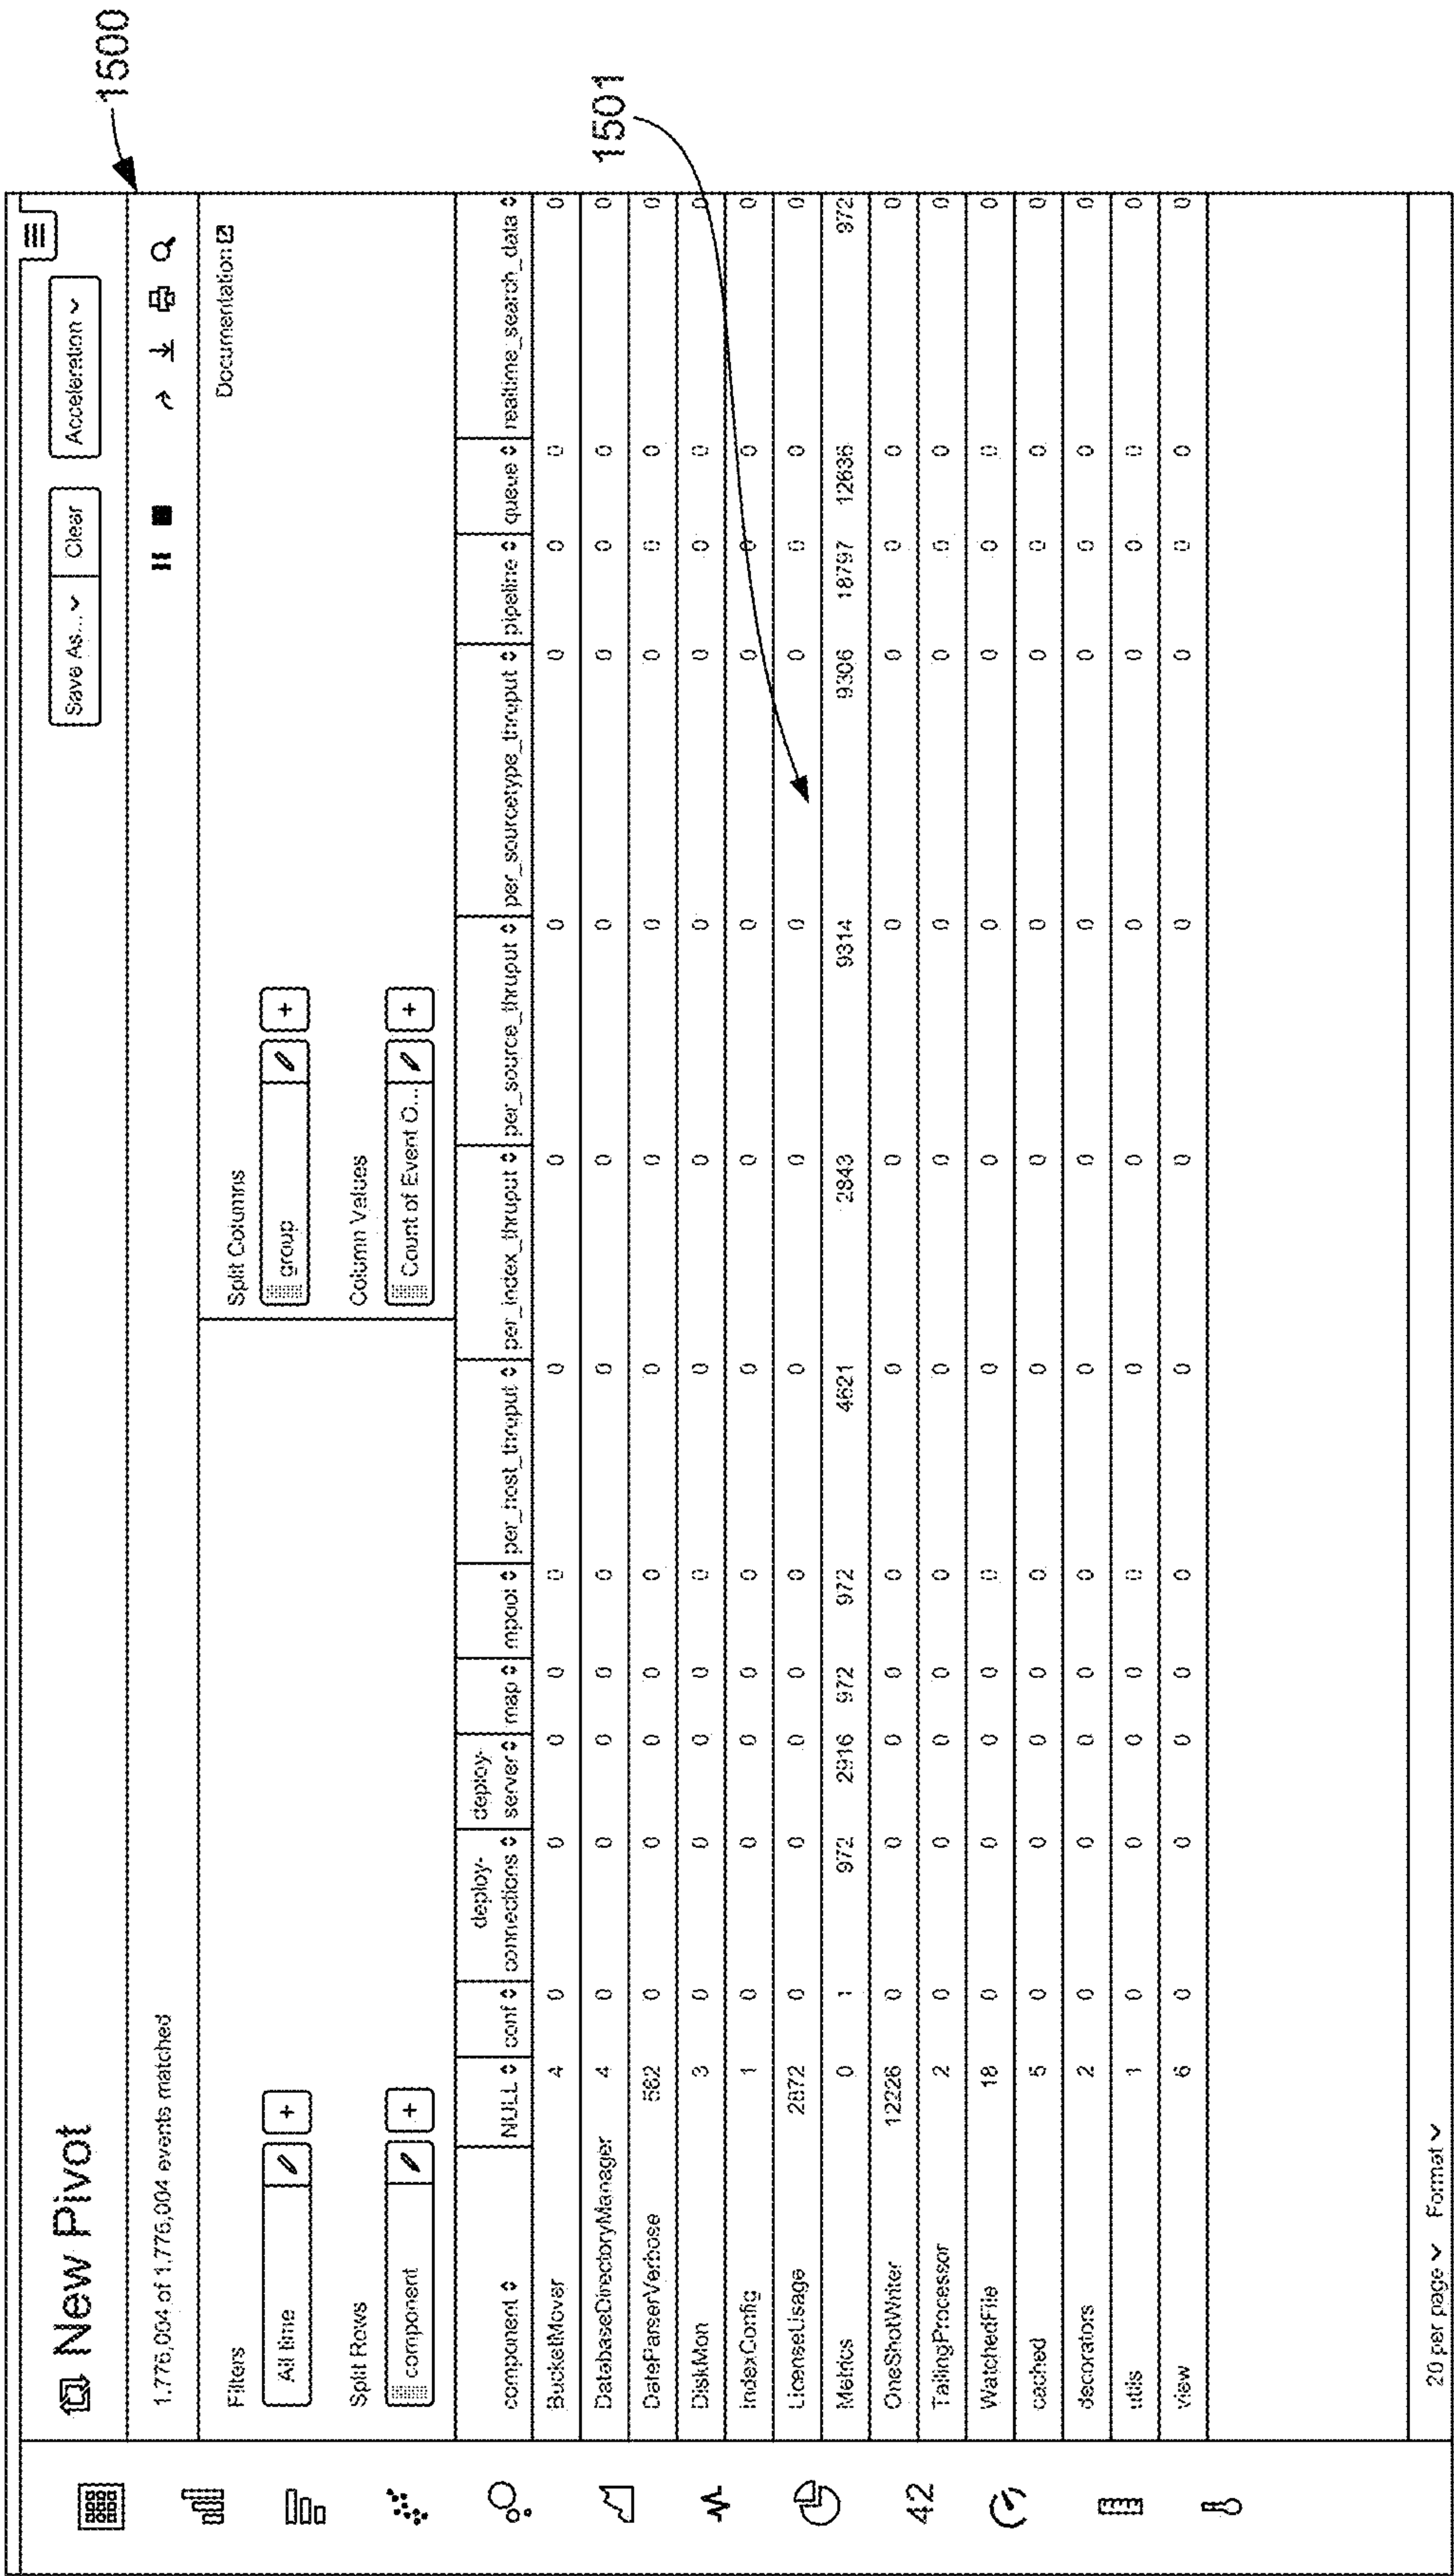 1500
New Pivot
Save As... Clear Acceleration
1,776,004 of 1,776,004 events matched
Filters Split Columns Documentation
All time + group +
Split Rows Column Values
component + Count of Event O... +
component NULL conf deploy-connections deploy-server map mpool per_host_thruput per_index_thruput per_source_thruput per_sourcetype_thruput pipeline queue realtime_search_data
BucketMover 4 0 0 0 0 0 0 0 0 0 0 0 0
DatabaseDirectoryManager 4 0 0 0 0 0 0 0 0 0 0 0 0
DateParserVerbose 562 0 0 0 0 0 0 0 0 0 0 0 0
DiskMon 3 0 0 0 0 0 0 0 0 0 0 0 0
IndexConfig 1 0 0 0 0 0 0 0 0 0 0 0 0
LicenseUsage 2872 0 0 0 0 0 0 0 0 0 0 0 0
Metrics 0 1 972 2916 972 972 4621 2843 9314 9306 18797 12636 972
OneShotWriter 12226 0 0 0 0 0 0 0 0 0 0 0 0
TailingProcessor 2 0 0 0 0 0 0 0 0 0 0 0 0
WatchedFile 18 0 0 0 0 0 0 0 0 0 0 0 0
cached 5 0 0 0 0 0 0 0 0 0 0 0 0
decorators 2 0 0 0 0 0 0 0 0 0 0 0 0
utils 1 0 0 0 0 0 0 0 0 0 0 0 0
view 6 0 0 0 0 0 0 0 0 0 0 0 0
1501
42
20 per page Format